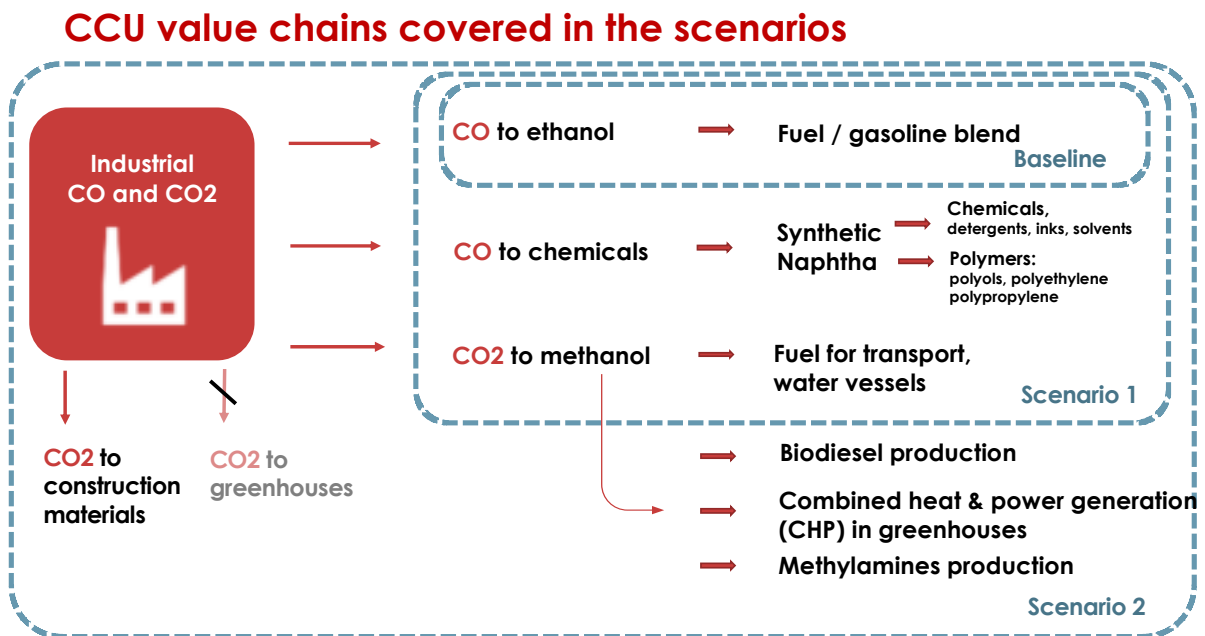 CCU value chains covered in the scenarios
Industrial
CO and CO2
CO to ethanol
Fuel / gasoline blend
Baseline
CO to chemicals
Synthetic
Naphtha
Chemicals,
detergents, inks, solvents
Polymers:
polyols, polyethylene
polypropylene
CO2 to methanol
Fuel for transport,
water vessels
Scenario 1
CO2 to
construction
materials
CO2 to
greenhouses
Biodiesel production
Combined heat & power generation
(CHP) in greenhouses
Methylamines production
Scenario 2